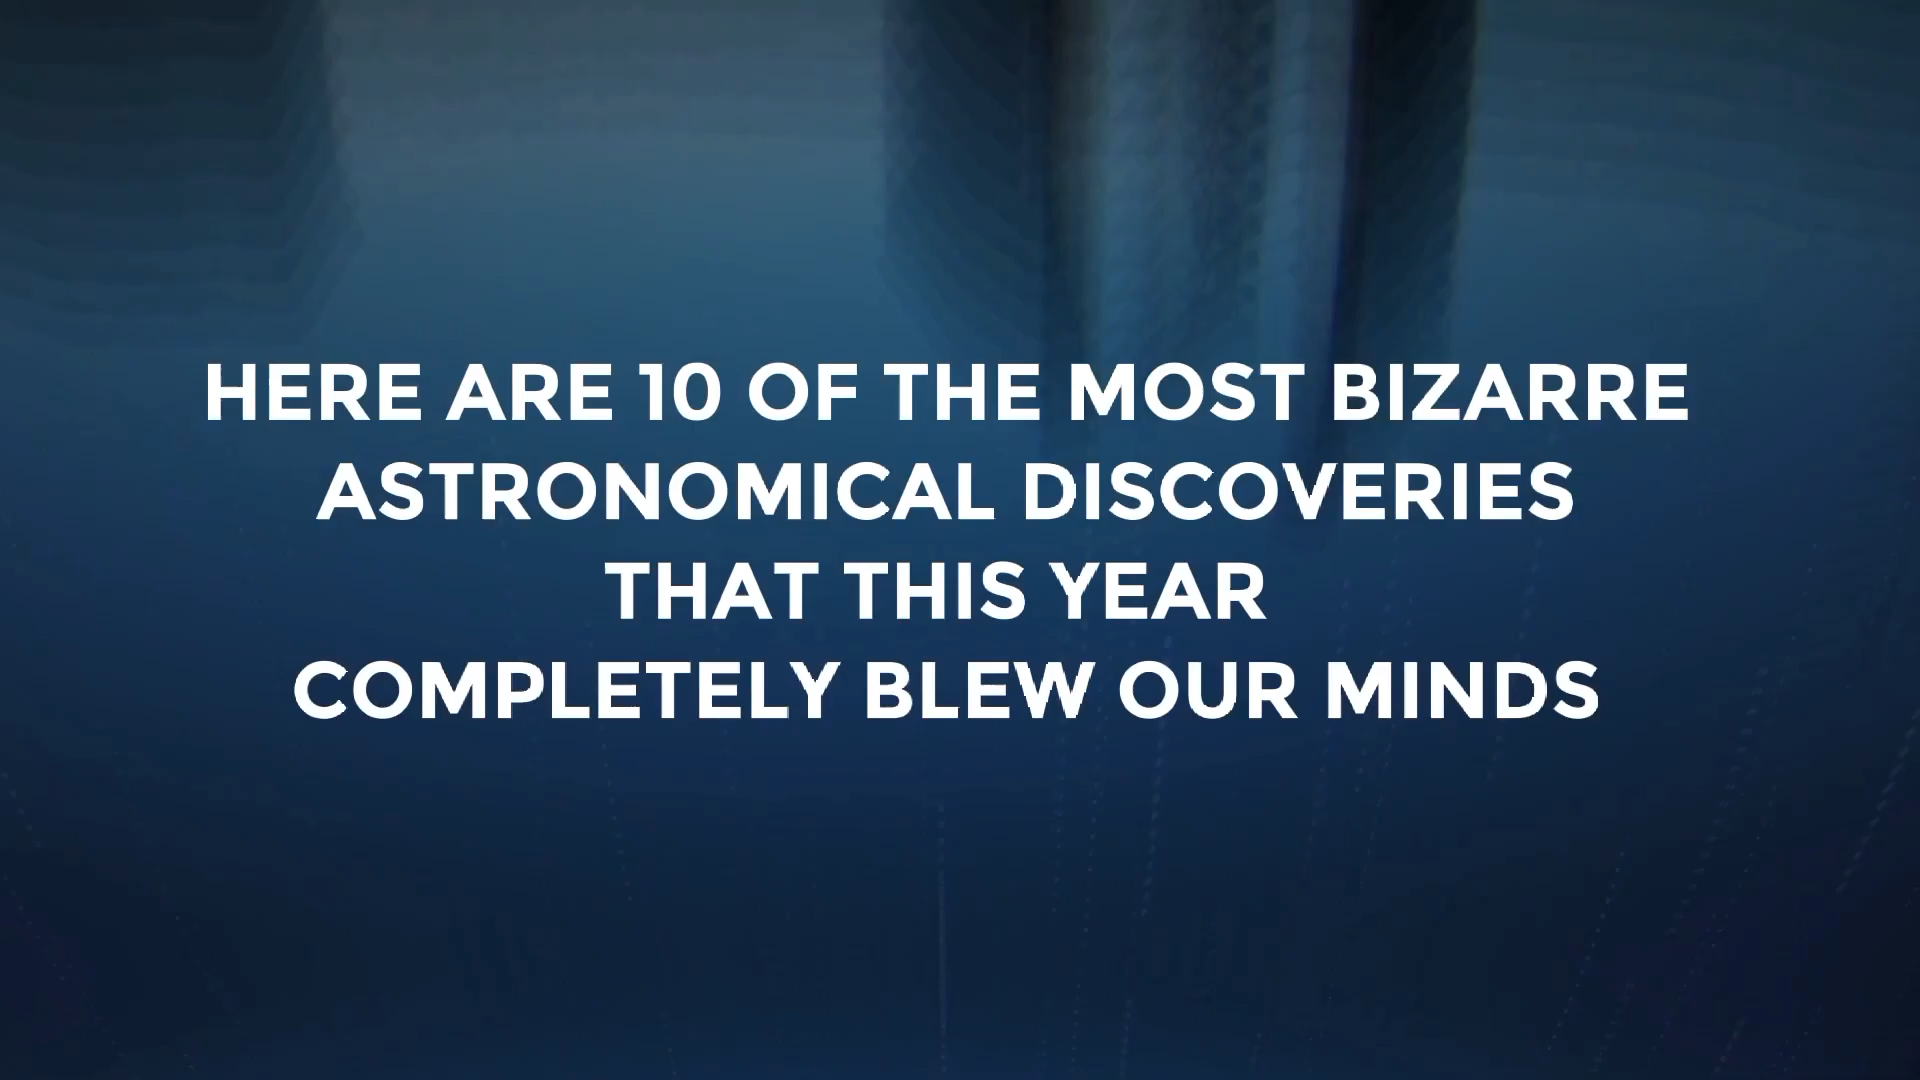 HERE ARE 10 OF THE MOST BIZARRE
ASTRONOMICAL DISCOVERIES
THAT THIS YEAR
COMPLETELY BLEW OUR MINDS